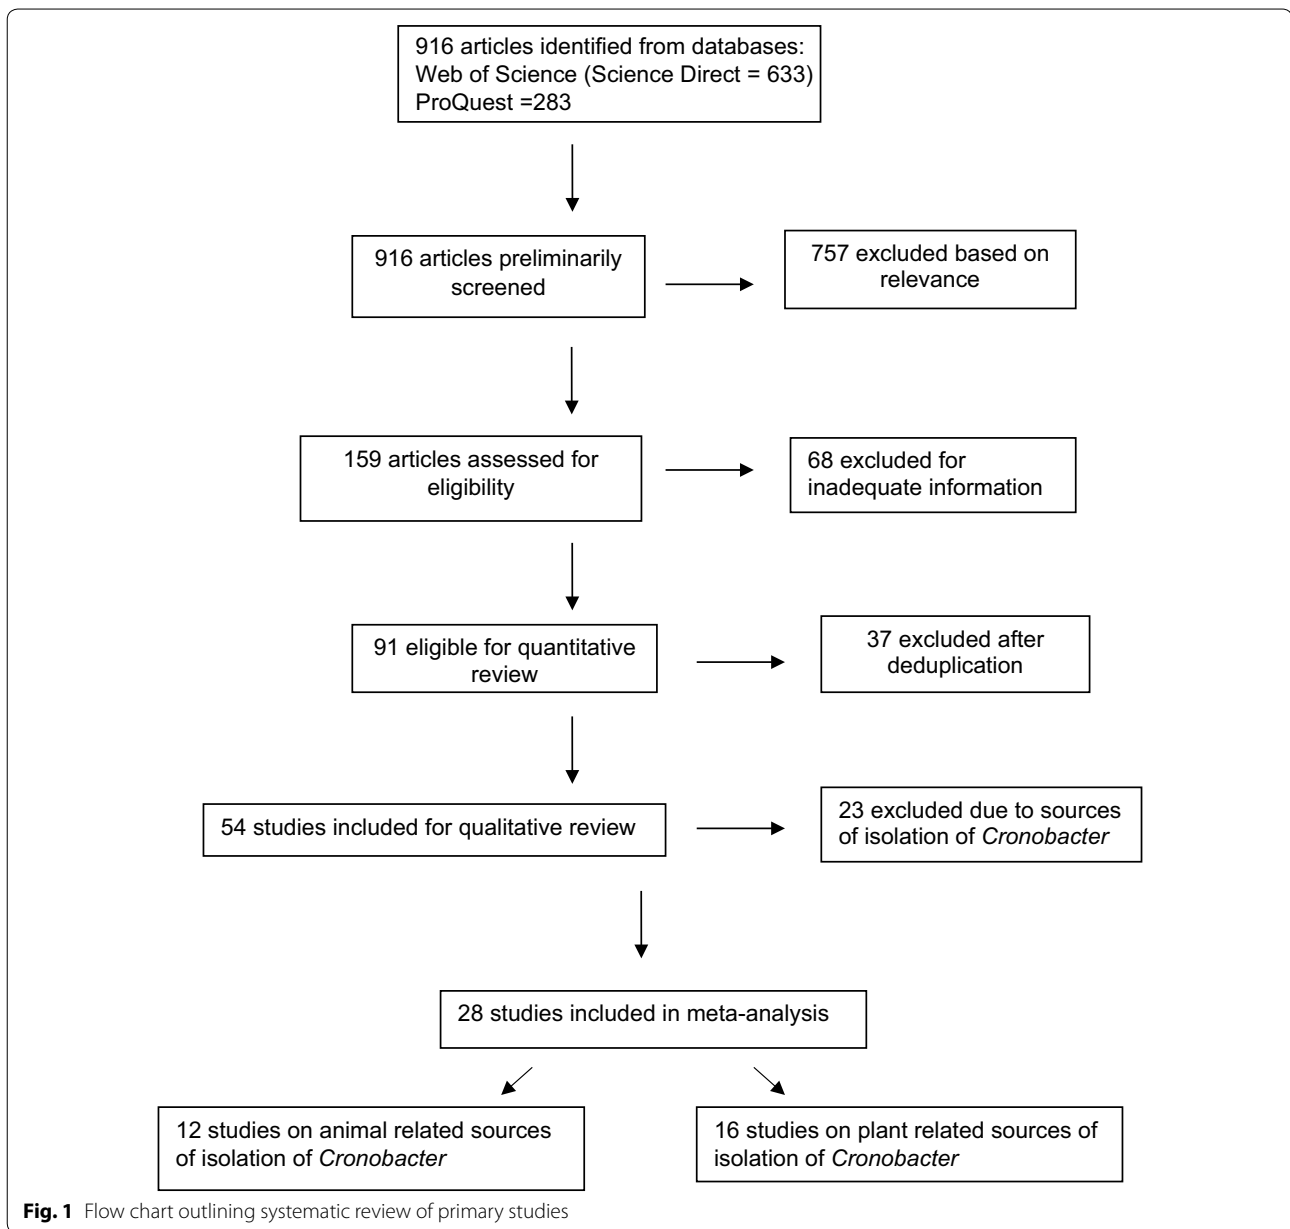 916 articles identified from databases:
Web of Science (Science Direct = 633)
ProQuest =283
916 articles preliminarily
screened
757 excluded based on
relevance
159 articles assessed for
eligibility
68 excluded for
inadequate information
91 eligible for quantitative
review
37 excluded after
deduplication
54 studies included for qualitative review
23 excluded due to sources
of isolation of Cronobacter
28 studies included in meta-analysis
12 studies on animal related sources
of isolation of Cronobacter
16 studies on plant related sources of
isolation of Cronobacter
Fig. 1 Flow chart outlining systematic review of primary studies